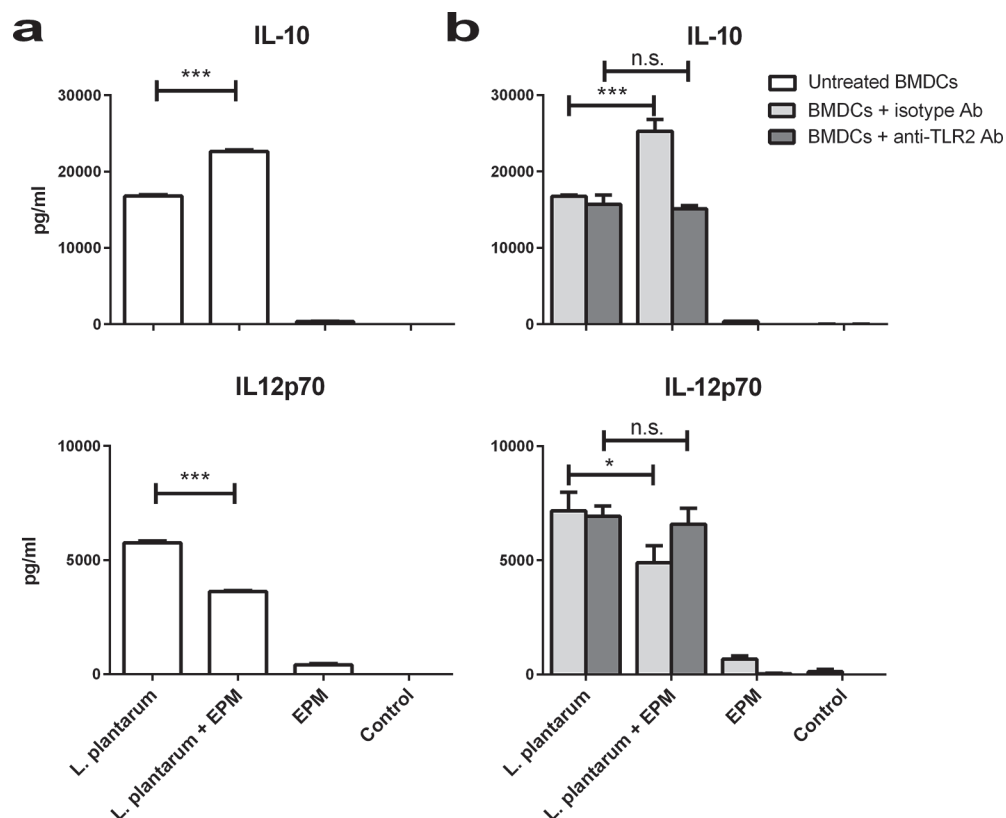 a
IL-10
***
30000
20000
10000
0
pg/ml
b
IL-10
n.s.
***
30000
20000
10000
0
Untreated BMDCs
BMDCs + isotype Ab
BMDCs + anti-TLR2 Ab
IL12p70
***
10000
5000
0
pg/ml
L. plantarum
L. plantarum + EPM
EPM
Control
IL-12p70
n.s.
*
10000
5000
0
L. plantarum
L. plantarum + EPM
EPM
Control